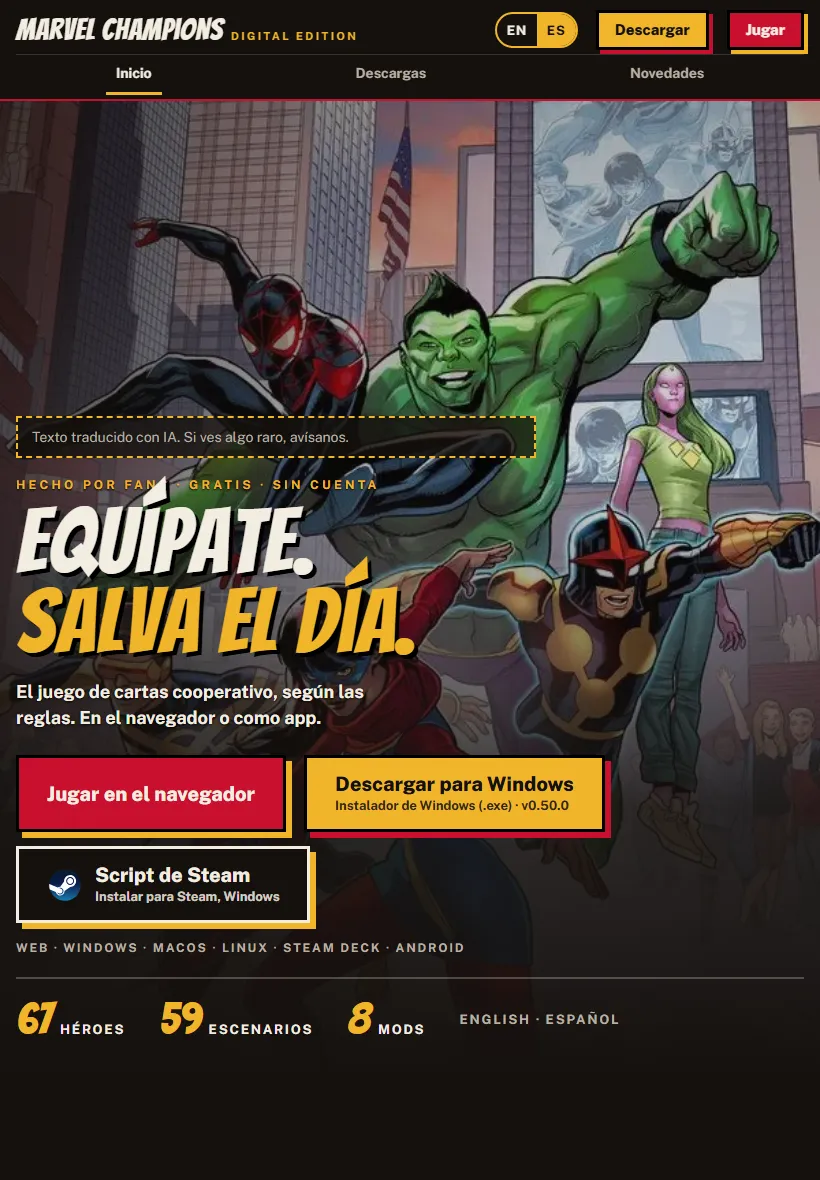 MARVEL CHAMPIONS DIGITAL EDITION
EN ES
Descargar
Jugar
Inicio
Descargas
Novedades
Texto traducido con IA. Si ves algo raro, avísanos.
HECHO POR FANS · GRATIS · SIN CUENTA
EQUÍPATE.
SALVA EL DÍA.
El juego de cartas cooperativo, según las
reglas. En el navegador o como app.
Jugar en el navegador
Descargar para Windows
Instalador de Windows (.exe) · v0.50.0
Script de Steam
Instalar para Steam, Windows
WEB · WINDOWS · MACOS · LINUX · STEAM DECK · ANDROID
67 HÉROES
59 ESCENARIOS
8 MODS
ENGLISH · ESPAÑOL